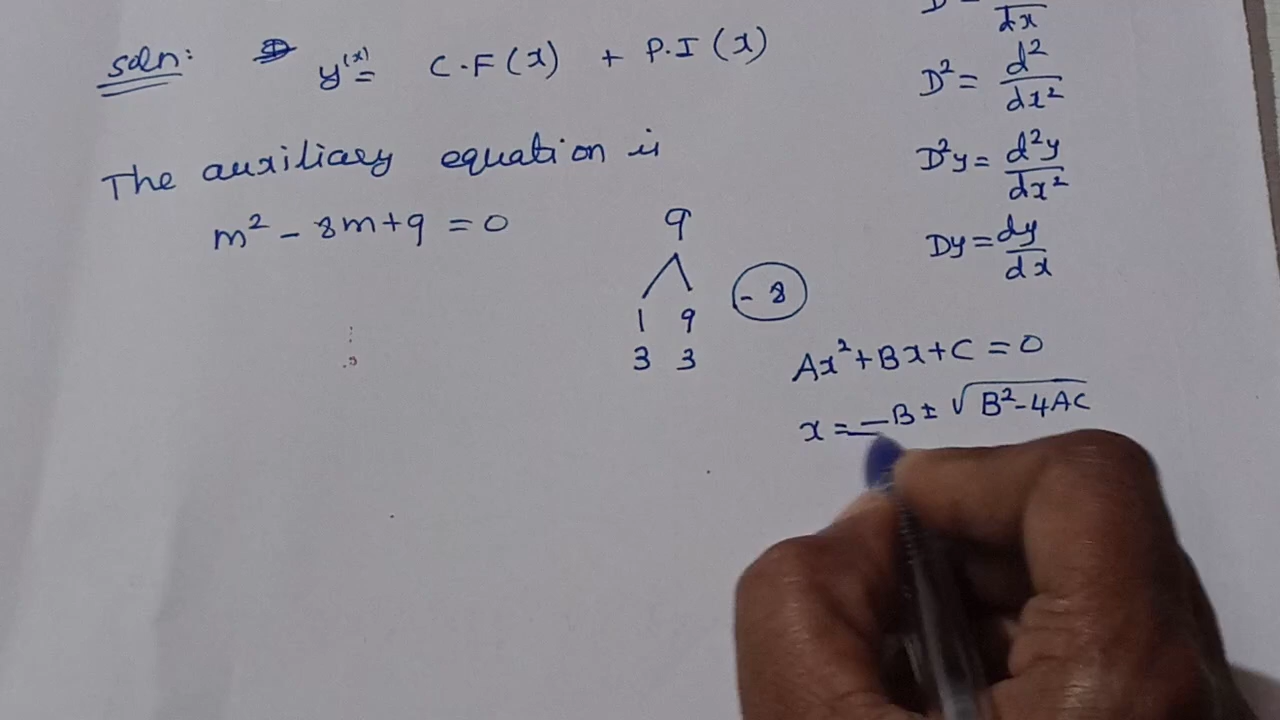 Soln: y(x) = C.F(x) + P.I(x)
The auxiliary equation is
m² - 8m + 9 = 0
9
1 9
3 3
- 8
dx
D² = d²/dx²
D²y = d²y/dx²
Dy = dy/dx
Ax² + Bx + C = 0
x = -B ± √B² - 4AC